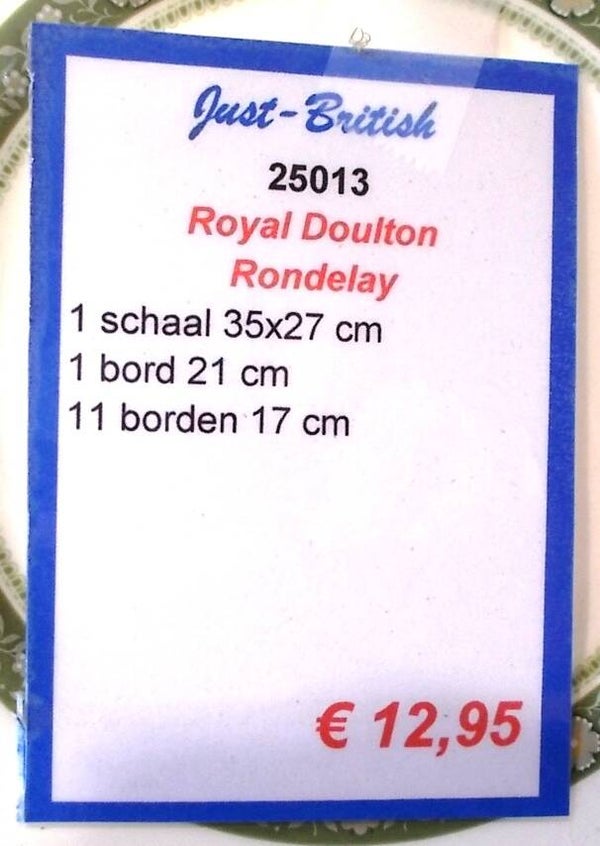 Just-British
25013
Royal Doulton
Rondelay
1 schaal 35x27 cm
1 bord 21 cm
11 borden 17 cm
€ 12,95